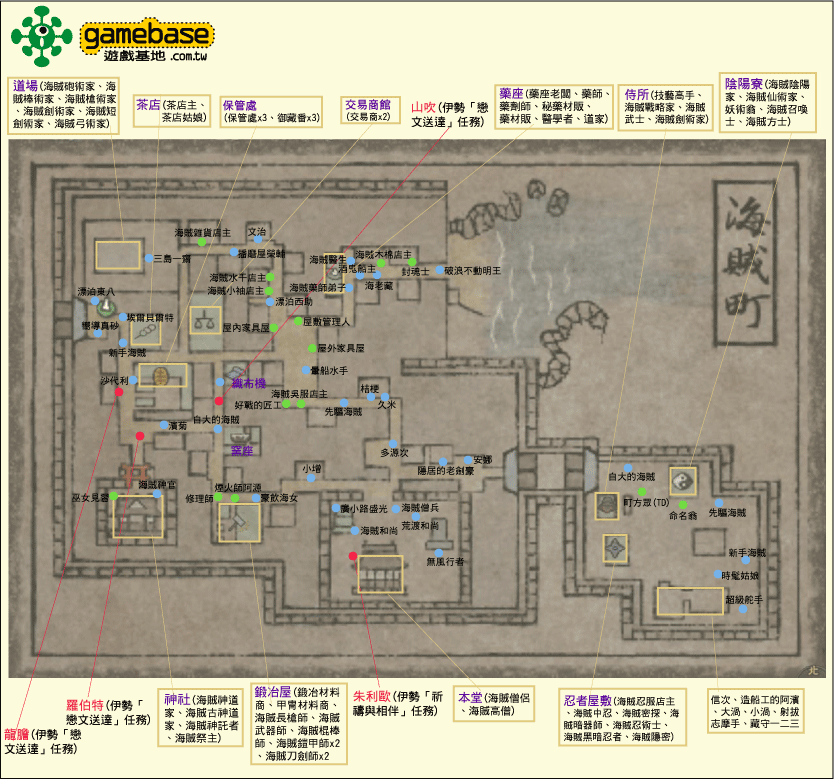 gamebase
遊戲基地 .com.tw
道場(海賊砲術家、海
賊棒術家、海賊槍術家
、海賊劍術家、海賊短
劍術家、海賊弓術家)
茶店(茶店主、
茶店姑娘)
保管處
(保管處x3、御藏番x3)
交易商館
(交易商x2)
山吹(伊勢「戀
文送達」任務)
藥座(藥座老闆、藥師、
藥劑師、秘藥材販、
藥材販、醫學者、道家)
侍所(技藝高手、
海賊戰略家、海賊
武士、海賊劍術家)
陰陽寮(海賊陰陽
家、海賊仙術家、
妖術翁、海賊召喚
士、海賊方士)
海賊町
海賊雜貨店主
文治
三島一齋
播磨屋榮輔
海賊醫生
海賊木棉店主
酒鬼船主
封魂士
破浪不動明王
海賊水千店主
海賊小袖店主
海賊藥師弟子
海老藏
漂泊東八
漂泊西助
埃爾貝爾特
棚導真砂
屋內家具屋
屋敷管理人
新手海賊
屋外家具屋
沙代利
織布機
暈船水手
海賊吳服店主
桔梗
好戰的匠工
先驅海賊
久米
濱菊
自大的海賊
窯座
多湧次
小增
隱居的老劍豪
安娜
自大的海賊
海賊神官
巫女見習
煙火師阿源
修理師
豪飲海女
廣小路盛光
海賊僧兵
荒渡和尚
海賊和尚
無風行者
町方眾(TD)
命名翁
先驅海賊
新手海賊
時髦姑娘
超級舵手
北
龍膽(伊勢「戀
文送達」任務)
羅伯特(伊勢「
戀文送達」任務)
神社(海賊神道
家、海賊古神道
家、海賊神託者
、海賊祭主)
鍛冶屋(鍛冶材料
商、甲冑材料商、
海賊長槍師、海賊
武器師、海賊棍棒
師、海賊鎧甲師x2
、海賊刀劍師x2
朱利歐(伊勢「祈
禱與相伴」任務)
本堂(海賊僧侶
、海賊高僧)
忍者屋敷(海賊忍服店主
、海賊中忍、海賊密探、海
賊暗器師、海賊忍術士、
海賊黑暗忍者、海賊隱密)
信次、造船工的阿濱
、大渦、小渦、射拔
志摩手、藏守一二三